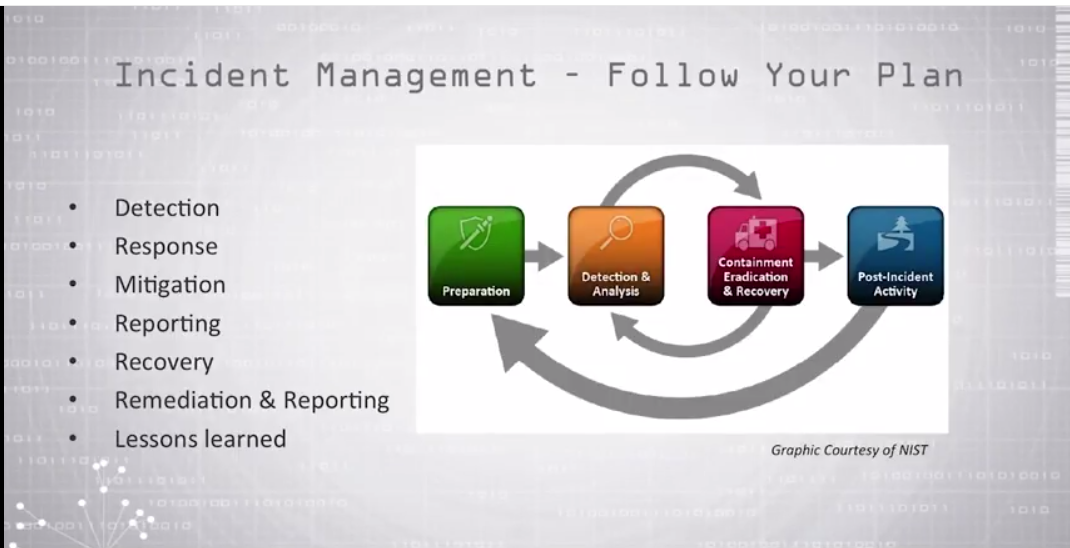 Incident Management - Follow Your Plan
Detection
Response
Mitigation
Reporting
Recovery
Remediation & Reporting
Lessons learned
Preparation
Detection &
Analysis
Containment
Eradication
& Recovery
Post-Incident
Activity
Graphic Courtesy of NIST